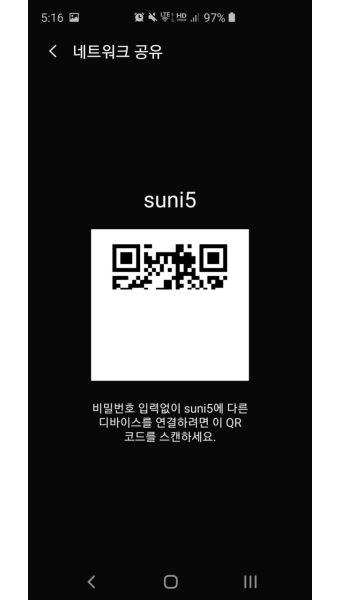 5:16 LTE HD 97%
네트워크 공유
suni5
비밀번호 입력없이 suni5에 다른
디바이스를 연결하려면 이 QR
코드를 스캔하세요.